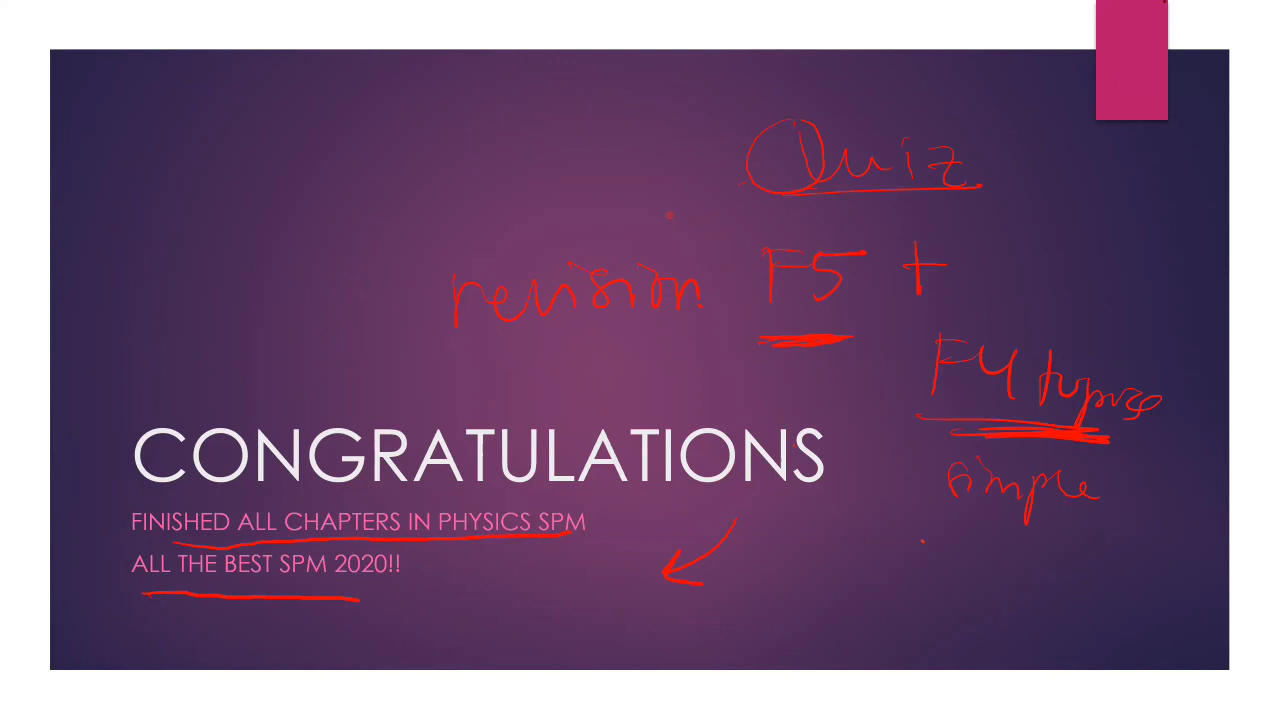 Quiz
revision F5 +
F4 topics
simple
CONGRATULATIONS
FINISHED ALL CHAPTERS IN PHYSICS SPM
ALL THE BEST SPM 2020!!